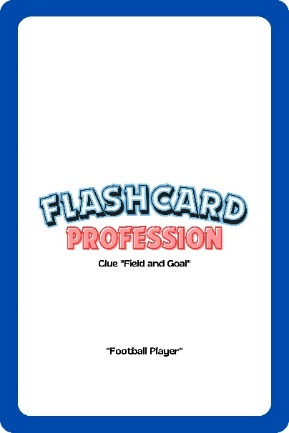 FLASHCARD
PROFESSION
Clue "Field and Goal"
"Football Player"